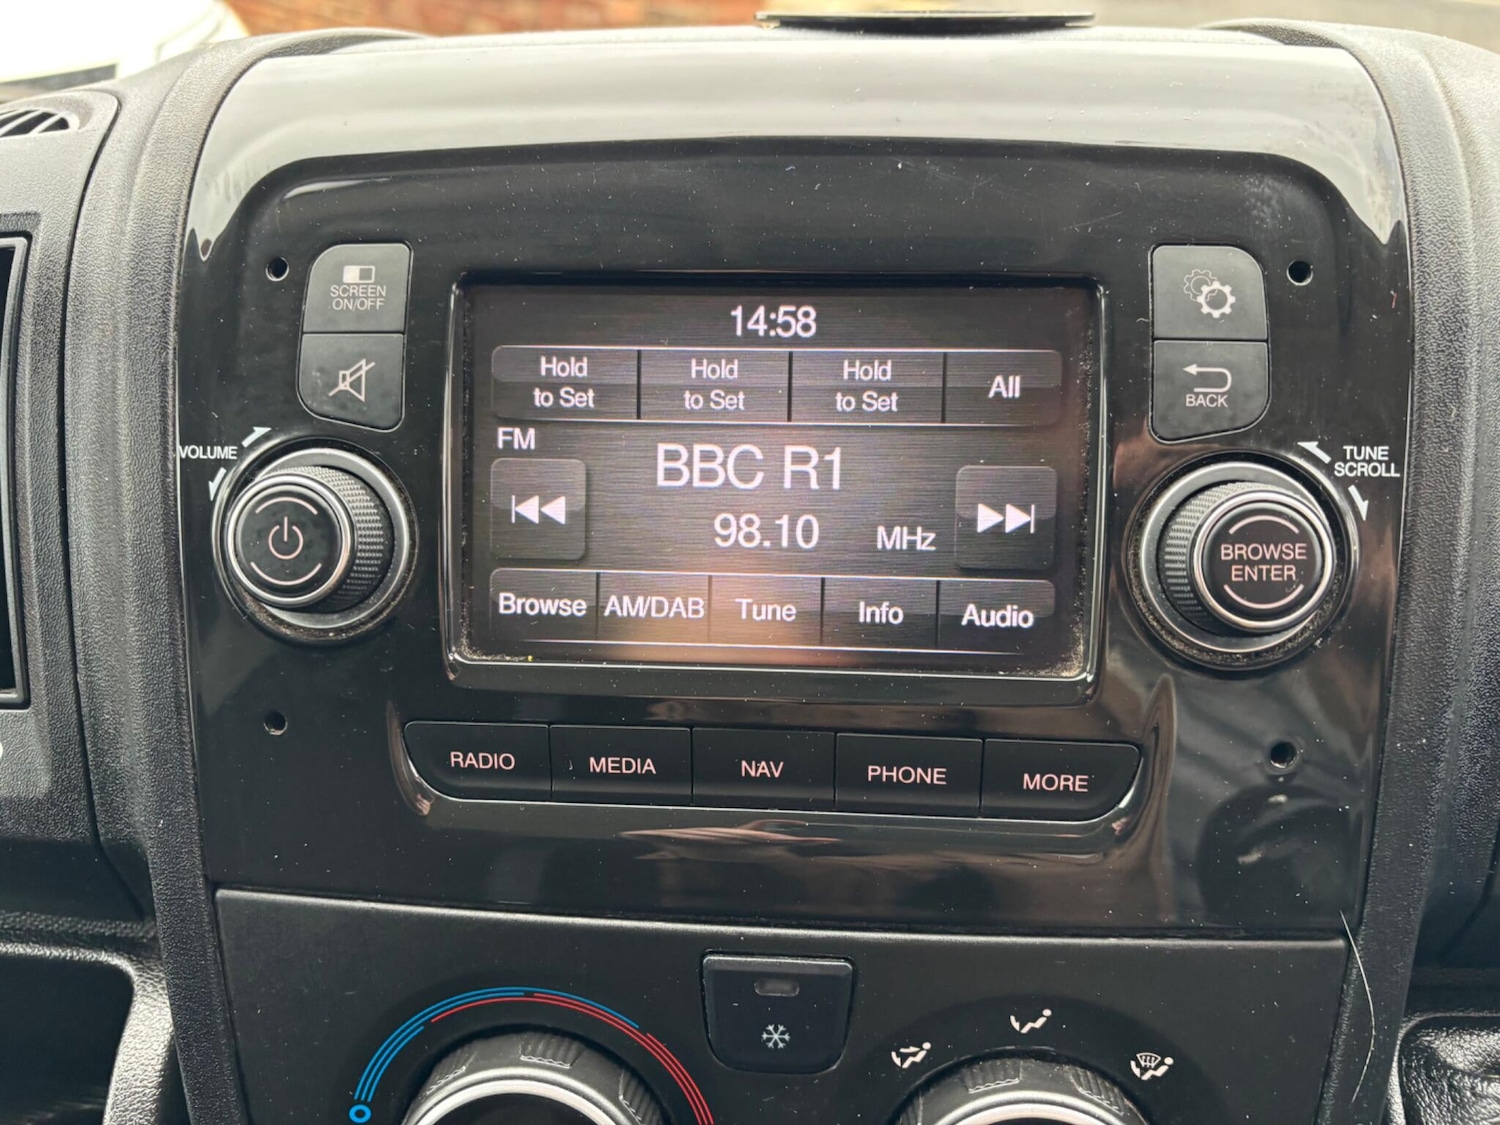 SCREEN
ON/OFF
VOLUME
14:58
Hold
to Set
Hold
to Set
Hold
to Set
All
FM
BBC R1
98.10 MHz
Browse AM/DAB Tune Info Audio
BACK
TUNE
SCROLL
BROWSE
ENTER
RADIO MEDIA NAV PHONE MORE